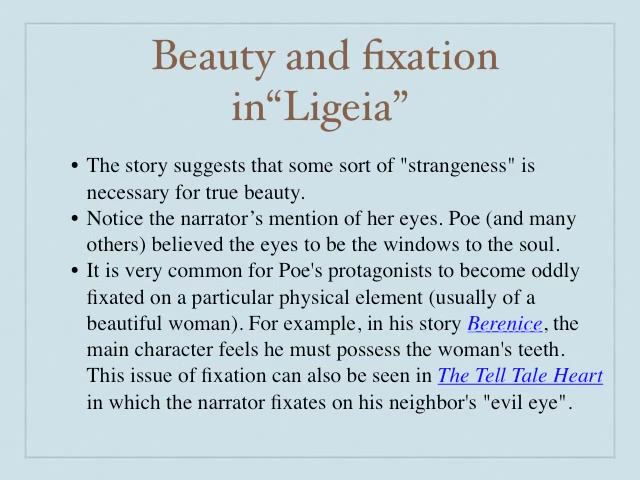 Beauty and fixation
in“Ligeia”
• The story suggests that some sort of "strangeness" is
necessary for true beauty.
• Notice the narrator’s mention of her eyes. Poe (and many
others) believed the eyes to be the windows to the soul.
• It is very common for Poe's protagonists to become oddly
fixated on a particular physical element (usually of a
beautiful woman). For example, in his story Berenice, the
main character feels he must possess the woman's teeth.
This issue of fixation can also be seen in The Tell Tale Heart
in which the narrator fixates on his neighbor's "evil eye".